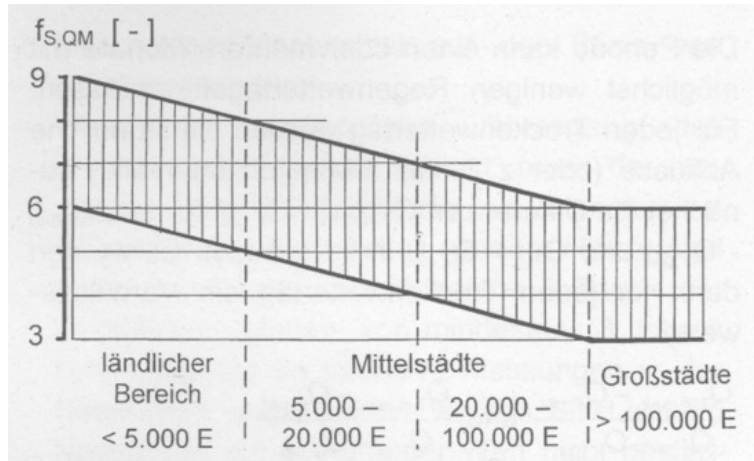 f S,QM [ - ]
9
6
3
ländlicher
Bereich
< 5.000 E
Mittelstädte
5.000 –
20.000 E
20.000 –
100.000 E
Großstädte
> 100.000 E